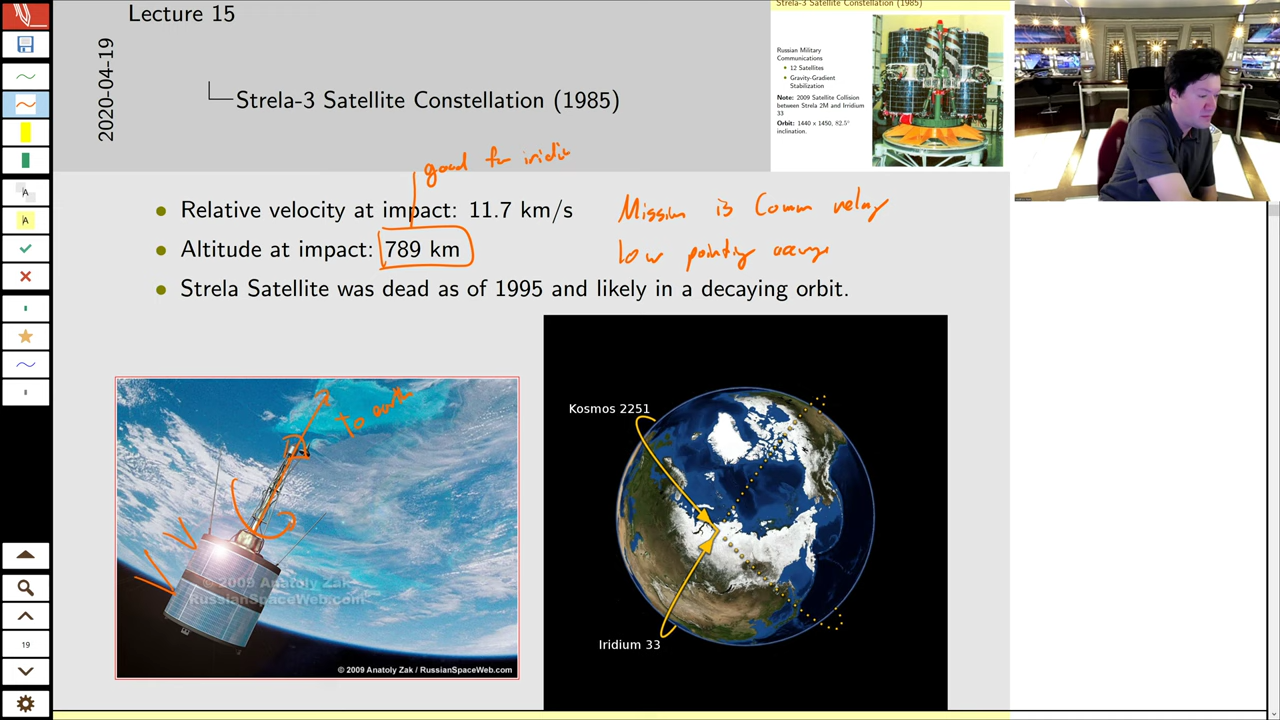 Lecture 15
2020-04-19
Strela-3 Satellite Constellation (1985)
Strela-3 Satellite Constellation (1985)
Russian Military
Communications
12 Satellites
Gravity-Gradient
Stabilization
Note: 2009 Satellite Collision
between Strela 2M and Irridium
33
Orbit: 1440 x 1450, 82.5°
inclination.
good for iridi
• Relative velocity at impact: 11.7 km/s
Mission is Comm relay
• Altitude at impact: 789 km
low pointing
• Strela Satellite was dead as of 1995 and likely in a decaying orbit.
To earth
© 2009 Anatoly Zak
RussianSpaceWeb.com
© 2009 Anatoly Zak / RussianSpaceWeb.com
Kosmos 2251
Iridium 33
A
A
19